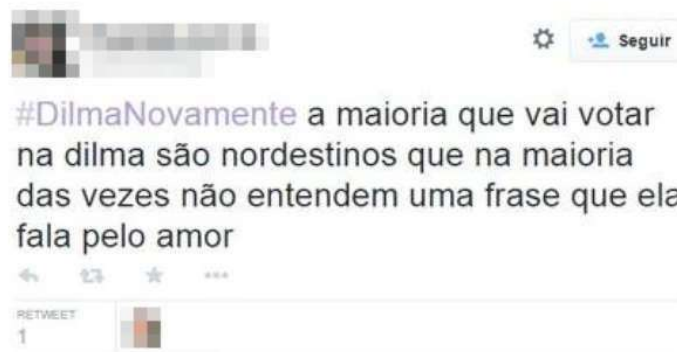 Seguir
#DilmaNovamente a maioria que vai votar
na dilma são nordestinos que na maioria
das vezes não entendem uma frase que ela
fala pelo amor
RETWEET
1